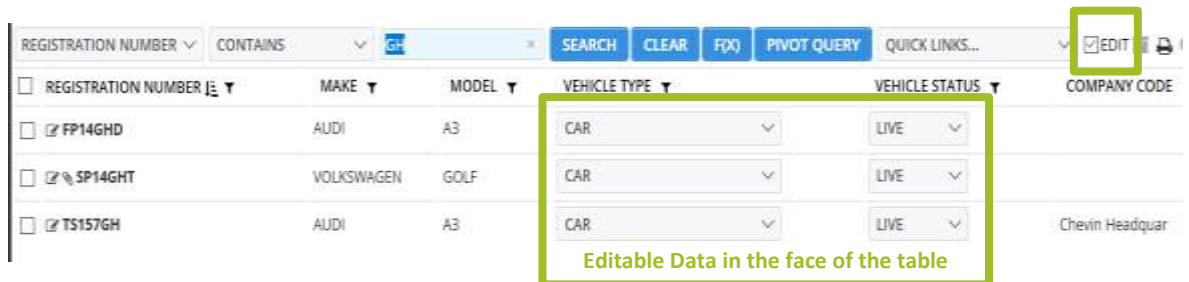 REGISTRATION NUMBER CONTAINS GH SEARCH CLEAR F(X) PIVOT QUERY QUICK LINKS... EDIT
REGISTRATION NUMBER MAKE MODEL VEHICLE TYPE VEHICLE STATUS COMPANY CODE
FP14GHD AUDI A3 CAR LIVE
SP14GHT VOLKSWAGEN GOLF CAR LIVE
TS157GH AUDI A3 CAR LIVE Chevin Headquar
Editable Data in the face of the table